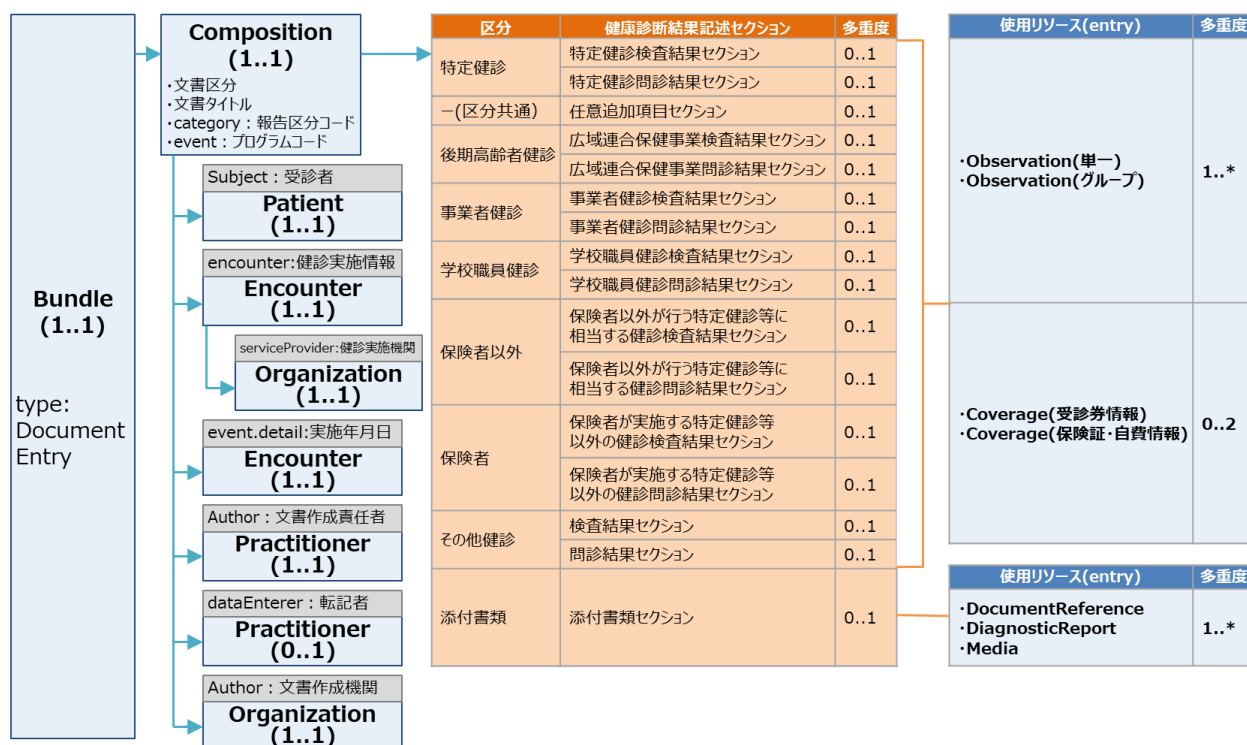 Bundle
(1..1)
type:
Document
Entry
Composition
(1..1)
・文書区分
・文書タイトル
・category：報告区分コード
・event：プログラムコード
Subject：受診者
Patient
(1..1)
encounter:健診実施情報
Encounter
(1..1)
serviceProvider:健診実施機関
Organization
(1..1)
event.detail:実施年月日
Encounter
(1..1)
Author：文書作成責任者
Practitioner
(1..1)
dataEnterer：転記者
Practitioner
(0..1)
Author：文書作成機関
Organization
(1..1)
区分 健康診断結果記述セクション 多重度
特定健診 特定健診検査結果セクション 0..1
特定健診問診結果セクション 0..1
－(区分共通) 任意追加項目セクション 0..1
後期高齢者健診 広域連合保健事業検査結果セクション 0..1
広域連合保健事業問診結果セクション 0..1
事業者健診 事業者健診検査結果セクション 0..1
事業者健診問診結果セクション 0..1
学校職員健診 学校職員健診検査結果セクション 0..1
学校職員健診問診結果セクション 0..1
保険者以外 保険者以外が行う特定健診等に
相当する健診検査結果セクション 0..1
保険者以外が行う特定健診等に
相当する健診問診結果セクション 0..1
保険者 保険者が実施する特定健診等
以外の健診検査結果セクション 0..1
保険者が実施する特定健診等
以外の健診問診結果セクション 0..1
その他健診 検査結果セクション 0..1
問診結果セクション 0..1
添付書類 添付書類セクション 0..1
使用リソース(entry) 多重度
・Observation(単一)
・Observation(グループ) 1..*
・Coverage(受診券情報)
・Coverage(保険証・自費情報) 0..2
使用リソース(entry) 多重度
・DocumentReference
・DiagnosticReport 1..*
・Media